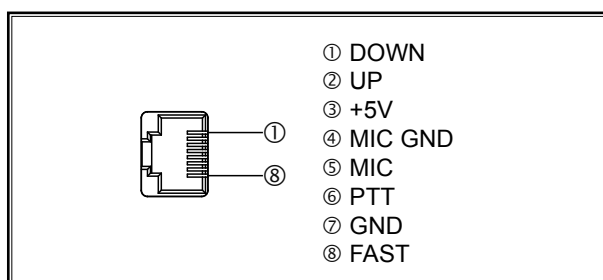 ① DOWN
② UP
③ +5V
④ MIC GND
⑤ MIC
⑥ PTT
⑦ GND
⑧ FAST
①
⑧